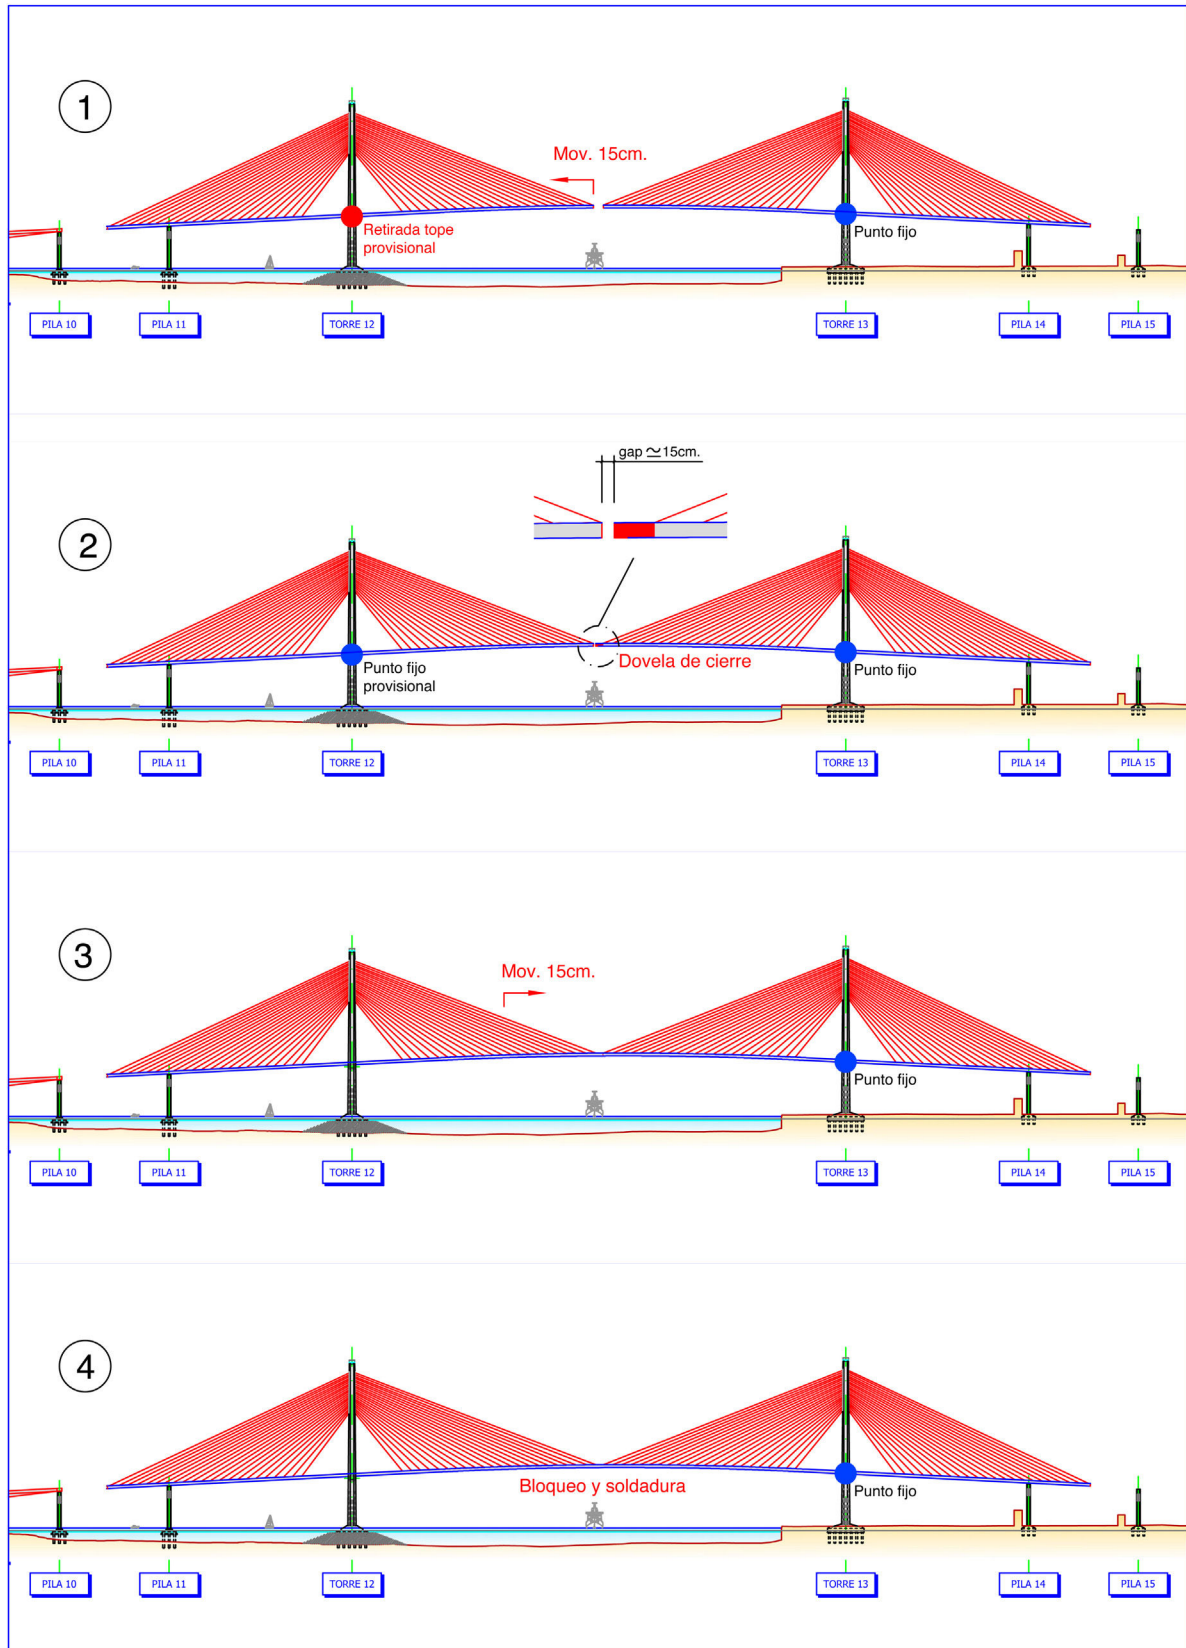 1
Mov. 15cm.
Retirada tope
provisional
Punto fijo
PILA 10
PILA 11
TORRE 12
TORRE 13
PILA 14
PILA 15
gap ≃15cm.
2
Punto fijo
provisional
Dovela de cierre
Punto fijo
PILA 10
PILA 11
TORRE 12
TORRE 13
PILA 14
PILA 15
3
Mov. 15cm.
Punto fijo
PILA 10
PILA 11
TORRE 12
TORRE 13
PILA 14
PILA 15
4
Bloqueo y soldadura
Punto fijo
PILA 10
PILA 11
TORRE 12
TORRE 13
PILA 14
PILA 15